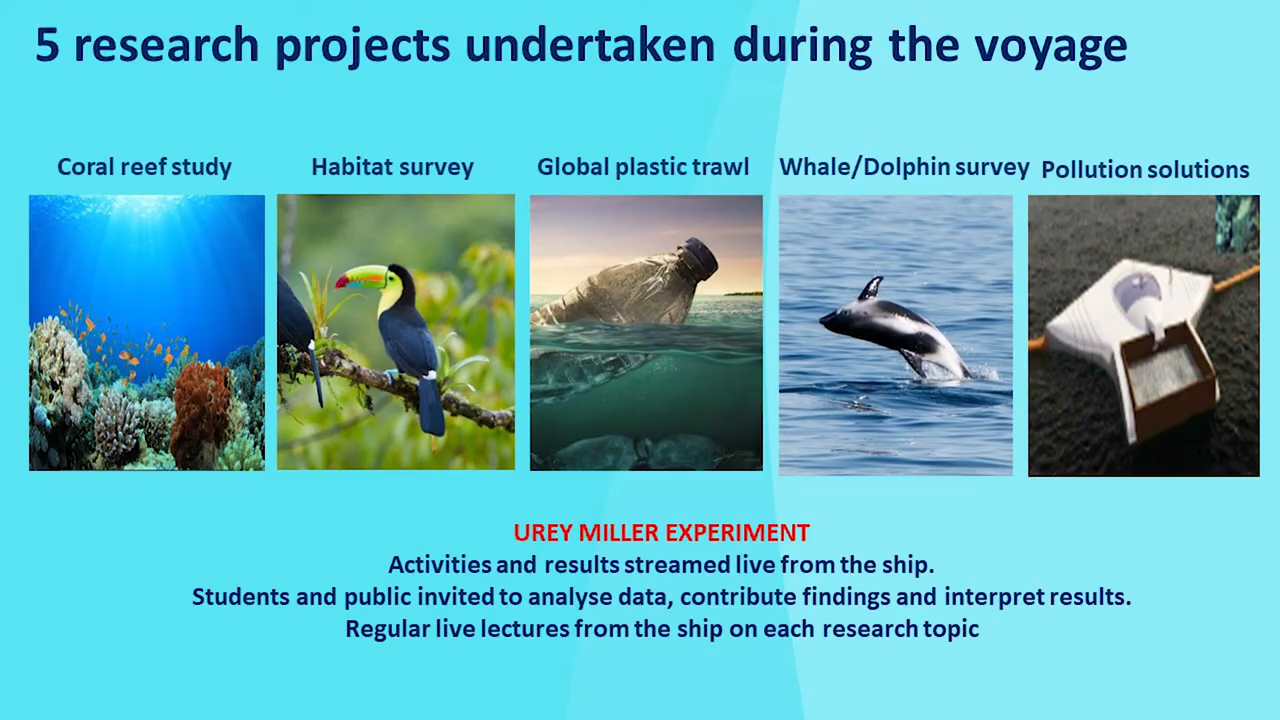 5 research projects undertaken during the voyage
Coral reef study
Habitat survey
Global plastic trawl
Whale/Dolphin survey
Pollution solutions
UREY MILLER EXPERIMENT
Activities and results streamed live from the ship.
Students and public invited to analyse data, contribute findings and interpret results.
Regular live lectures from the ship on each research topic